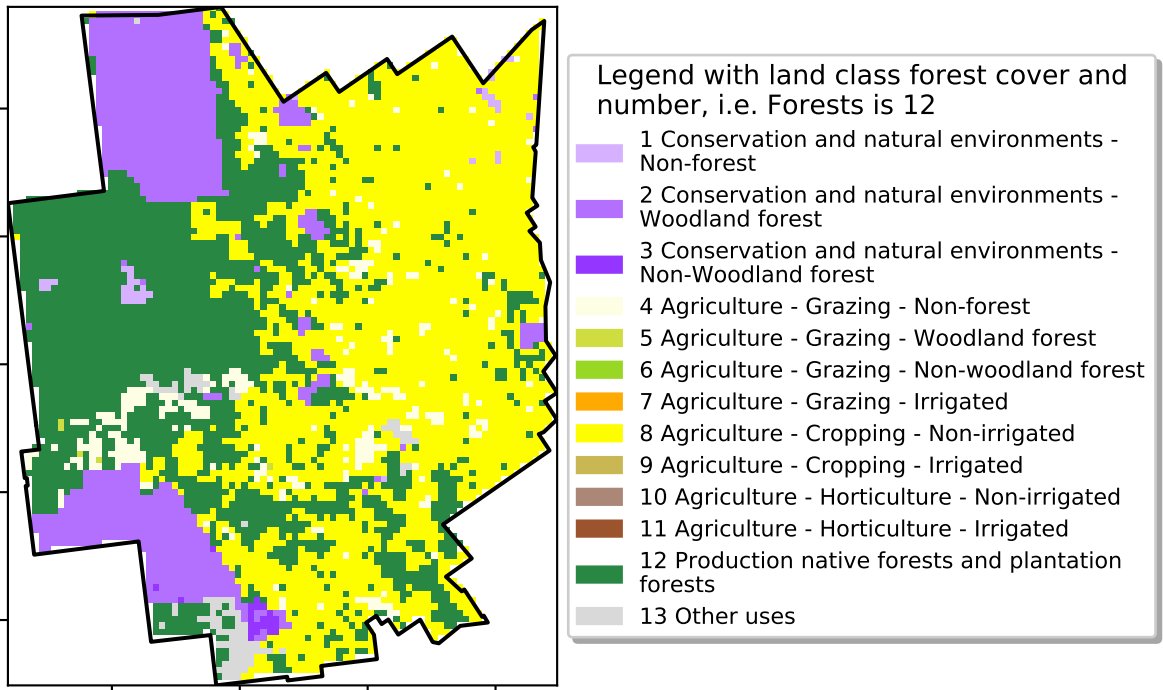 Legend with land class forest cover and
number, i.e. Forests is 12
1 Conservation and natural environments -
Non-forest
2 Conservation and natural environments -
Woodland forest
3 Conservation and natural environments -
Non-Woodland forest
4 Agriculture - Grazing - Non-forest
5 Agriculture - Grazing - Woodland forest
6 Agriculture - Grazing - Non-woodland forest
7 Agriculture - Grazing - Irrigated
8 Agriculture - Cropping - Non-irrigated
9 Agriculture - Cropping - Irrigated
10 Agriculture - Horticulture - Non-irrigated
11 Agriculture - Horticulture - Irrigated
12 Production native forests and plantation
forests
13 Other uses